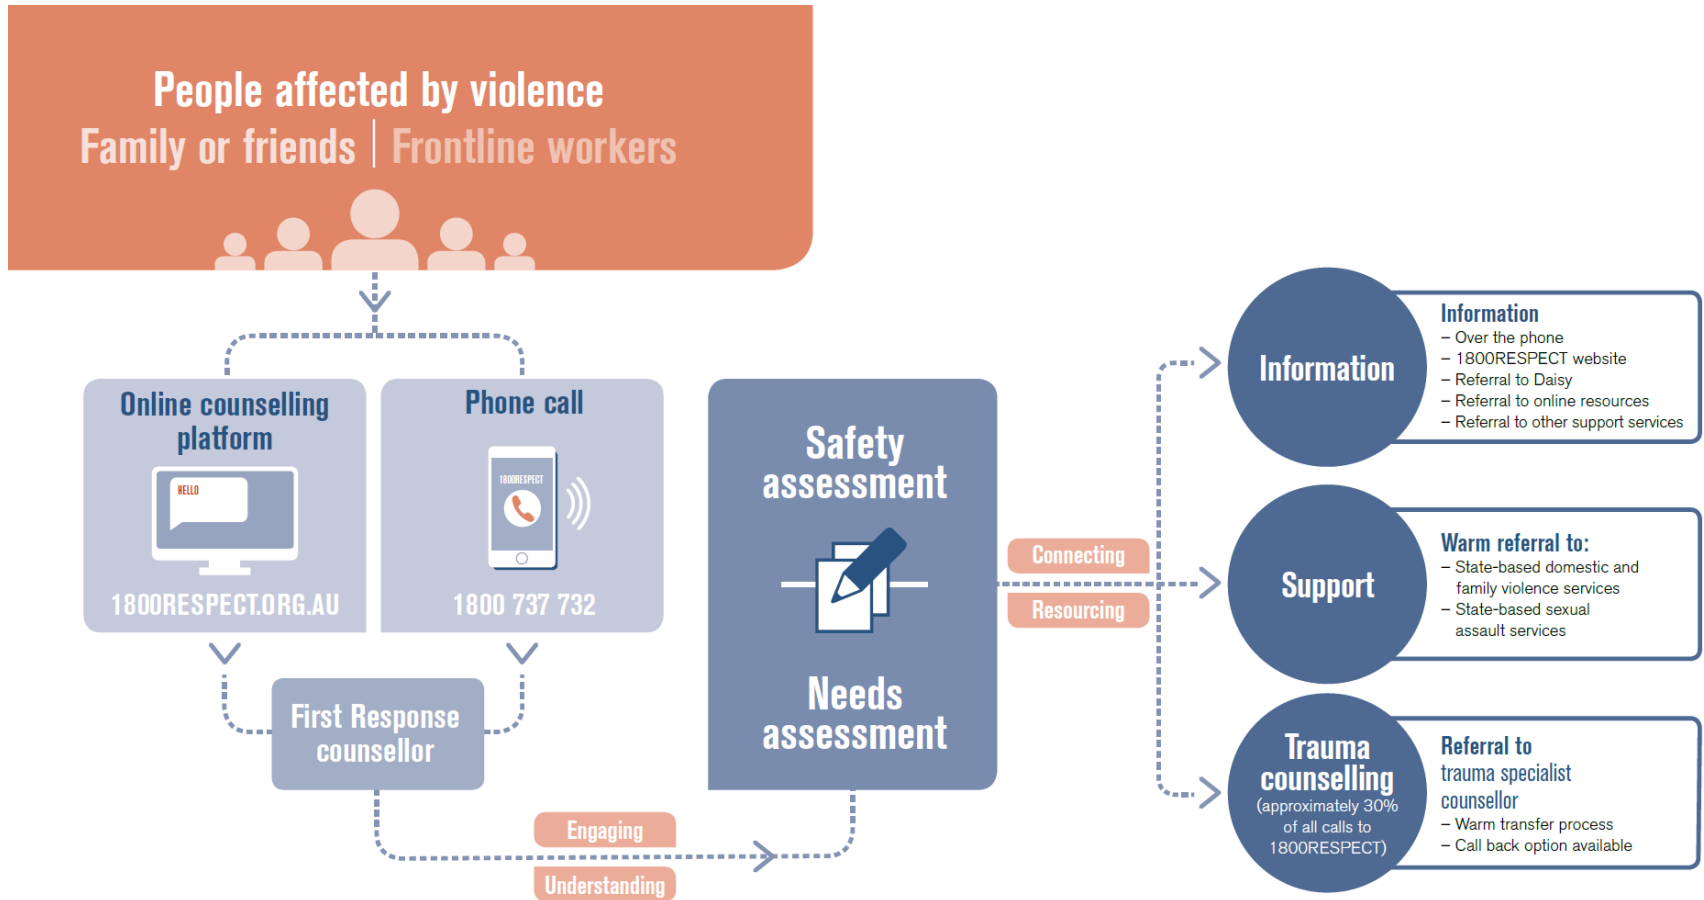 People affected by violence
Family or friends | Frontline workers
Online counselling
platform
HELLO
1800RESPECT.ORG.AU
Phone call
1800RESPECT
1800 737 732
First Response
counsellor
Engaging
Understanding
Safety
assessment
Needs
assessment
Connecting
Resourcing
Information
Information
– Over the phone
– 1800RESPECT website
– Referral to Daisy
– Referral to online resources
– Referral to other support services
Support
Warm referral to:
– State-based domestic and
family violence services
– State-based sexual
assault services
Trauma
counselling
(approximately 30%
of all calls to
1800RESPECT)
Referral to
trauma specialist
counsellor
– Warm transfer process
– Call back option available